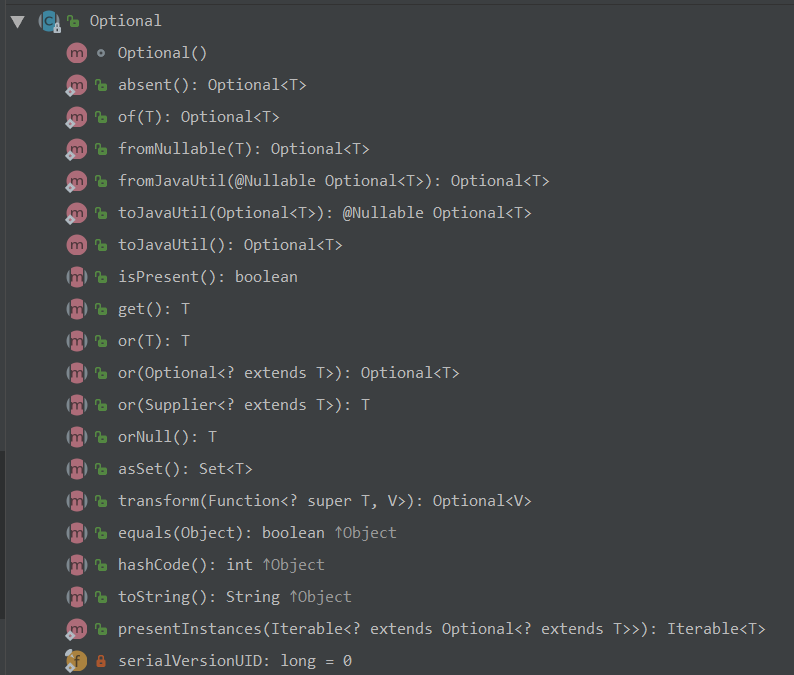 Optional
Optional()
absent(): Optional<T>
of(T): Optional<T>
fromNullable(T): Optional<T>
fromJavaUtil(@Nullable Optional<T>): Optional<T>
toJavaUtil(Optional<T>): @Nullable Optional<T>
toJavaUtil(): Optional<T>
isPresent(): boolean
get(): T
or(T): T
or(Optional<? extends T>): Optional<T>
or(Supplier<? extends T>): T
orNull(): T
asSet(): Set<T>
transform(Function<? super T, V>): Optional<V>
equals(Object): boolean ↑Object
hashCode(): int ↑Object
toString(): String ↑Object
presentInstances(Iterable<? extends Optional<? extends T>>): Iterable<T>
serialVersionUID: long = 0